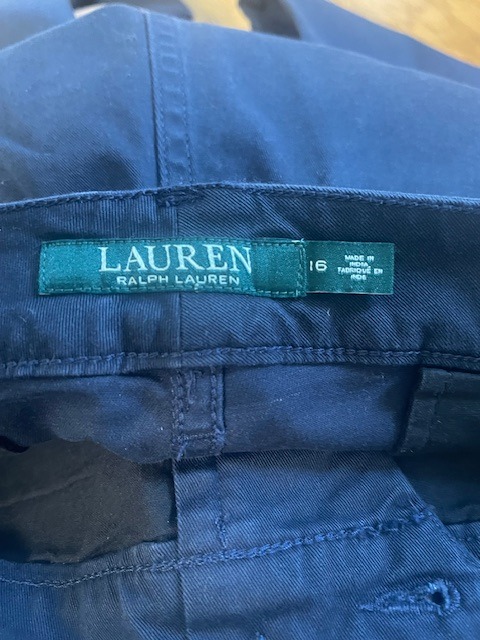 LAUREN
RALPH LAUREN
16
MADE IN
INDIA
FABRIQUÉ EN
INDE